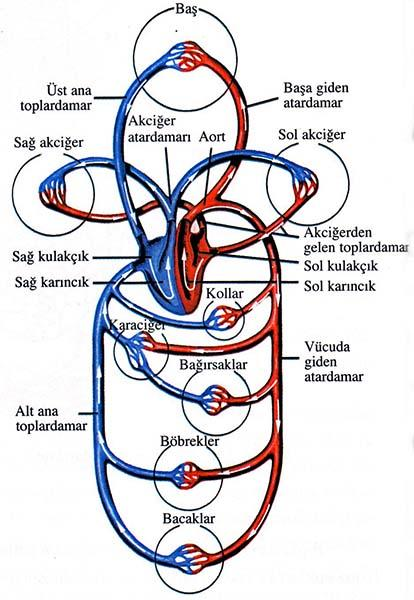 Baş
Üst ana
toplardamar
Başa giden
atardamar
Akciğer
atardamarı
Aort
Sağ akciğer
Sol akciğer
Akciğerden
gelen toplardamar
Sağ kulakçık
Sol kulakçık
Sağ karıncık
Sol karıncık
Kollar
Karaciğer
Bağırsaklar
Vücuda
giden
atardamar
Alt ana
toplardamar
Böbrekler
Bacaklar